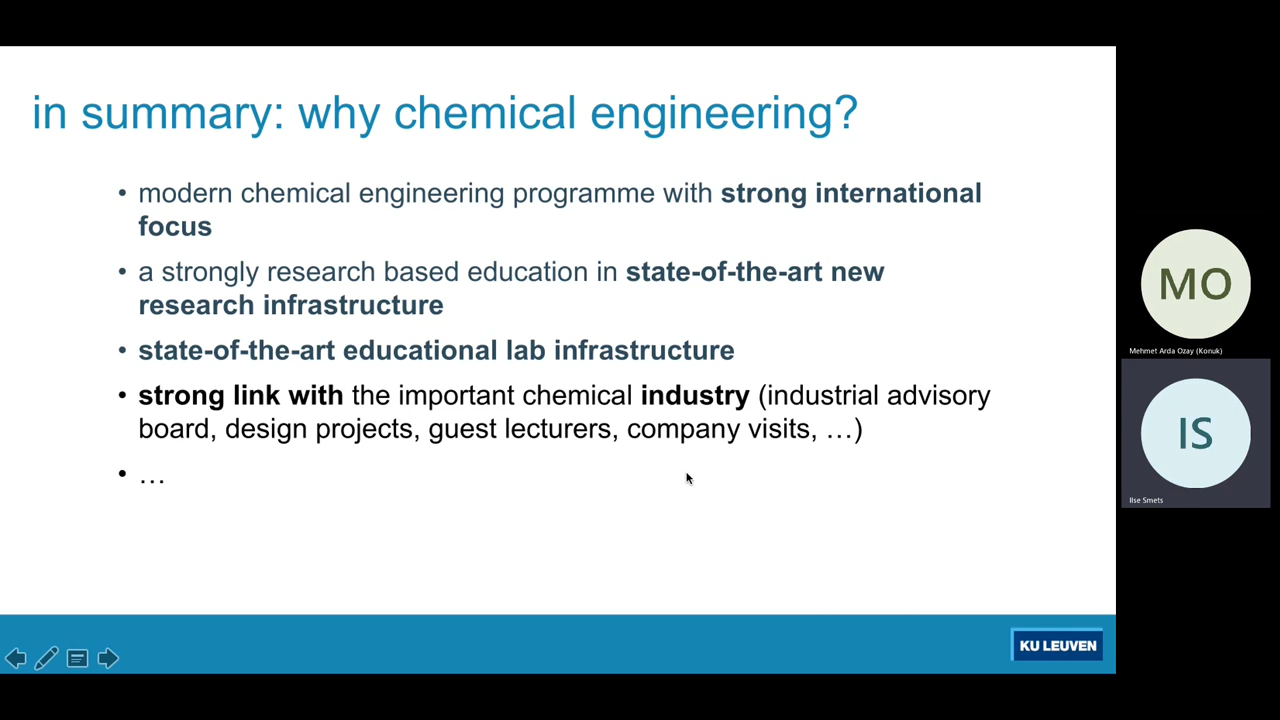 in summary: why chemical engineering?
• modern chemical engineering programme with strong international
focus
• a strongly research based education in state-of-the-art new
research infrastructure
• state-of-the-art educational lab infrastructure
• strong link with the important chemical industry (industrial advisory
board, design projects, guest lecturers, company visits, …)
• …
KU LEUVEN
MO
Mehmet Arda Ozay (Konuk)
IS
Ilse Smets